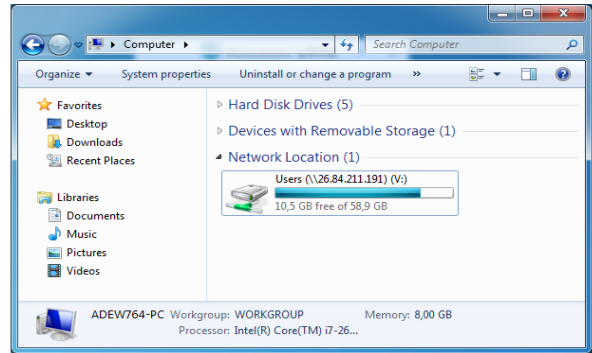 Computer
Search Computer
Organize System properties Uninstall or change a program »
Favorites
Desktop
Downloads
Recent Places
Libraries
Documents
Music
Pictures
Videos
Hard Disk Drives (5)
Devices with Removable Storage (1)
Network Location (1)
Users (\\26.84.211.191) (V:)
10,5 GB free of 58,9 GB
ADEW764-PC Workgroup: WORKGROUP Memory: 8,00 GB
Processor: Intel(R) Core(TM) i7-26...